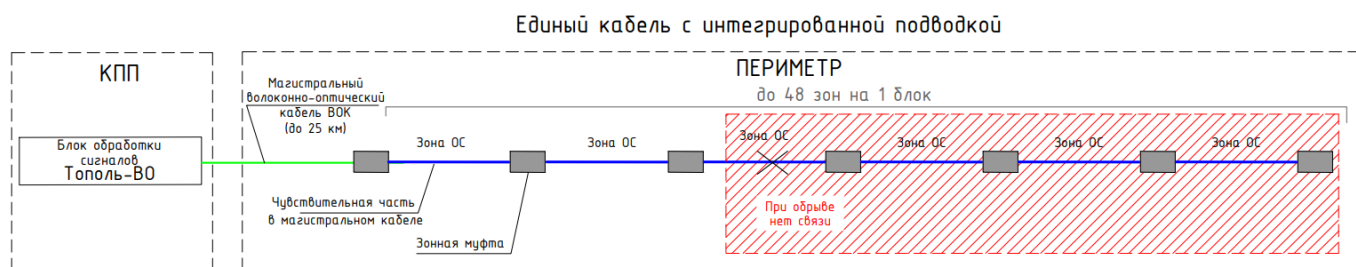 Единый кабель с интегрированной подводкой
КПП
ПЕРИМЕТР
Магистральный
волоконно-оптический
кабель ВОК
(до 25 км)
до 48 зон на 1 блок
Блок обработки
сигналов
Тополь-ВО
Зона ОС
Зона ОС
Зона ОС
Зона ОС
Зона ОС
Зона ОС
Чувствительная часть
в магистральном кабеле
Зонная муфта
При обрыве
нет связи